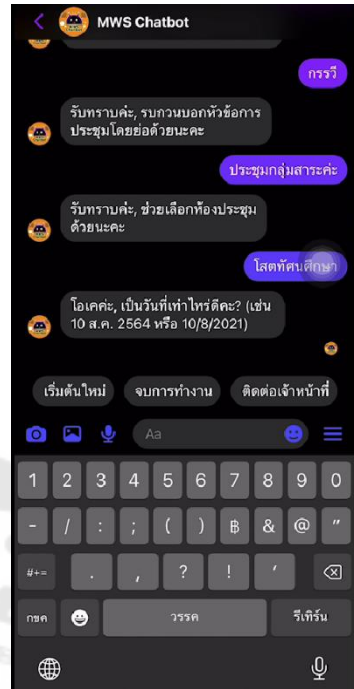 MWS Chatbot
กรรวี
รับทราบค่ะ, รบกวนบอกหัวข้อการ
ประชุมโดยย่อด้วยนะคะ
ประชุมกลุ่มสาระค่ะ
รับทราบค่ะ, ช่วยเลือกห้องประชุม
ด้วยนะคะ
โสตทัศนศึกษา
โอเคค่ะ, เป็นวันที่เท่าไหร่ดีคะ? (เช่น
10 ส.ค. 2564 หรือ 10/8/2021)
เริ่มต้นใหม่ จบการทำงาน ติดต่อเจ้าหน้าที่
Aa
1 2 3 4 5 6 7 8 9 0
- / : ; ( ) ฿ & @ "
#+= . , ? ! '
กขค วรรค รีเทิร์น